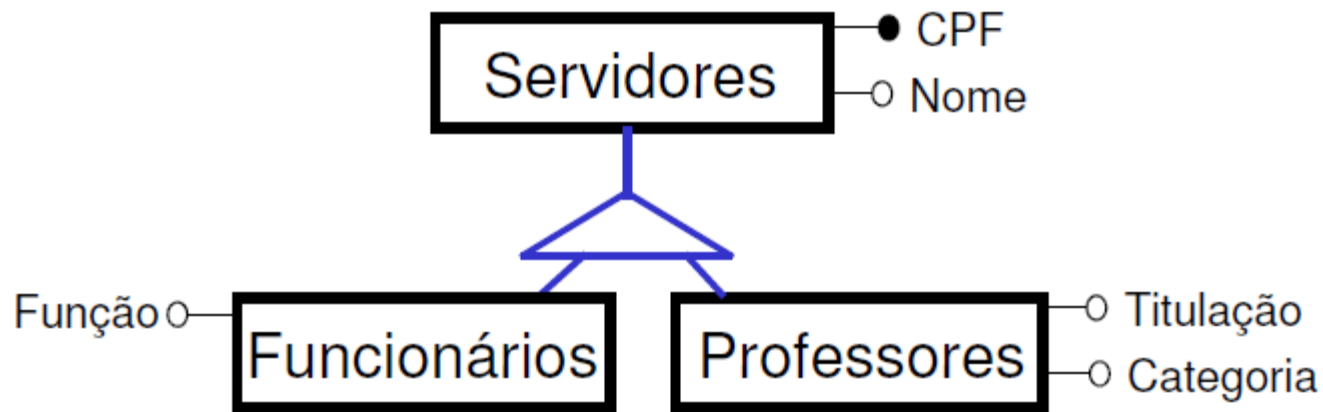 Servidores
CPF
Nome
Função
Funcionários
Professores
Titulação
Categoria